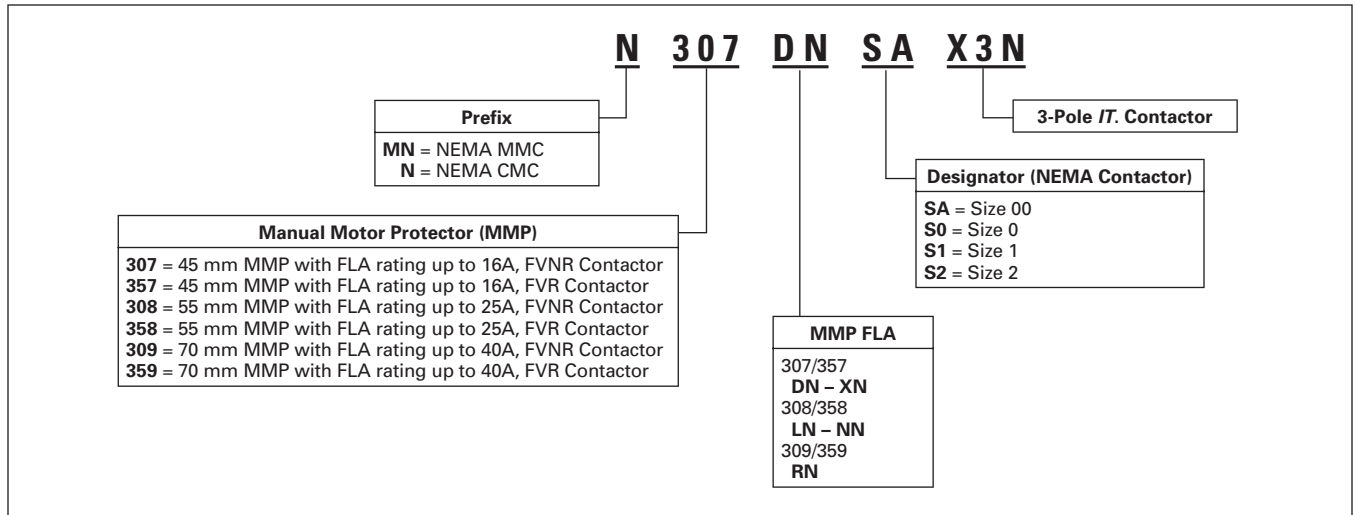 N 307 DN SA X3N
Prefix
MN = NEMA MMC
N = NEMA CMC
3-Pole IT. Contactor
Designator (NEMA Contactor)
SA = Size 00
S0 = Size 0
S1 = Size 1
S2 = Size 2
Manual Motor Protector (MMP)
307 = 45 mm MMP with FLA rating up to 16A, FVNR Contactor
357 = 45 mm MMP with FLA rating up to 16A, FVR Contactor
308 = 55 mm MMP with FLA rating up to 25A, FVNR Contactor
358 = 55 mm MMP with FLA rating up to 25A, FVR Contactor
309 = 70 mm MMP with FLA rating up to 40A, FVNR Contactor
359 = 70 mm MMP with FLA rating up to 40A, FVR Contactor
MMP FLA
307/357
DN – XN
308/358
LN – NN
309/359
RN